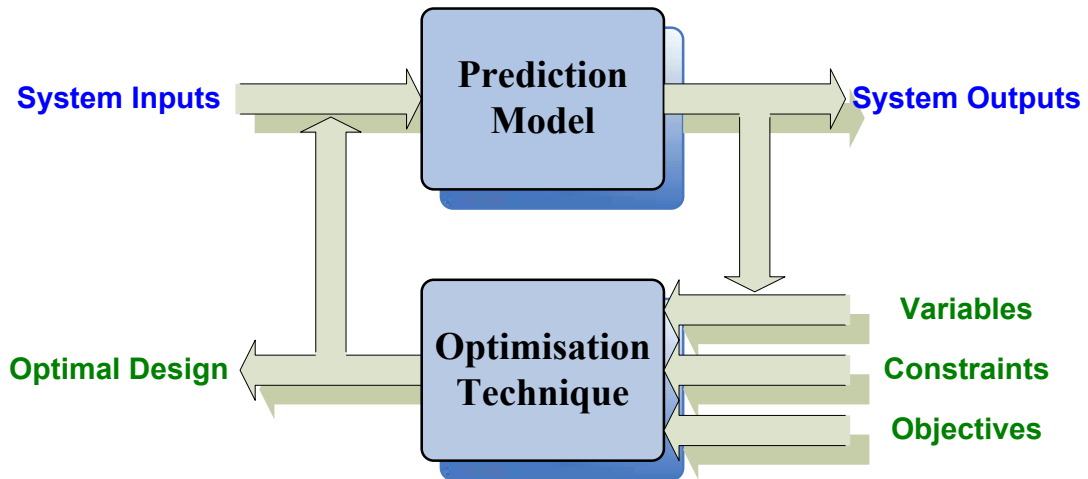 Prediction
Model
System Inputs
System Outputs
Variables
Optimisation
Technique
Optimal Design
Constraints
Objectives